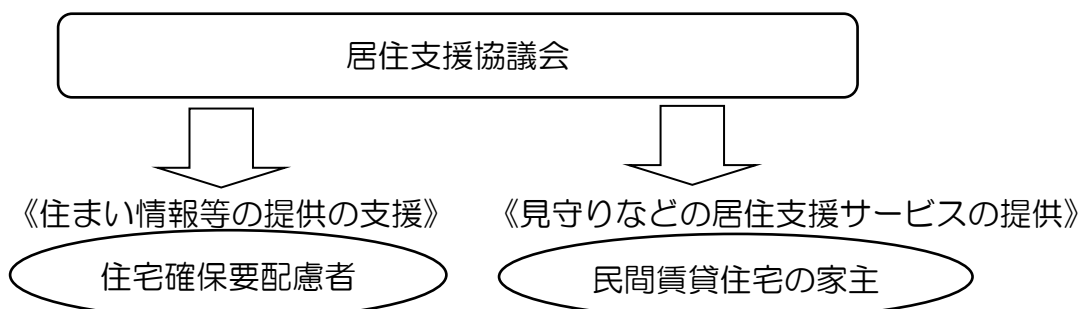 居住支援協議会
《住まい情報等の提供の支援》
《見守りなどの居住支援サービスの提供》
住宅確保要配慮者
民間賃貸住宅の家主